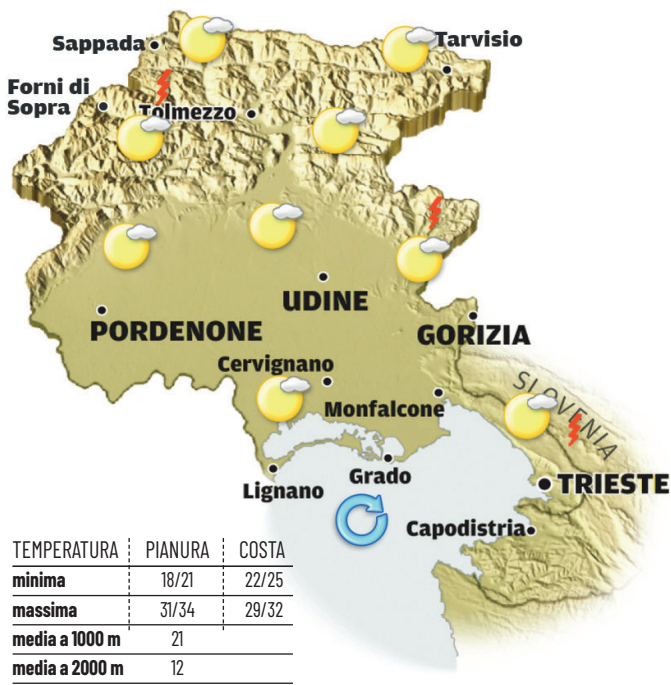 Sappada
Tarvisio
Forni di
Sopra
Tolmezzo
UDINE
PORDENONE
GORIZIA
Cervignano
SLOVENIA
Monfalcone
Grado
TRIESTE
Lignano
Capodistria
TEMPERATURA PIANURA COSTA
minima 18/21 22/25
massima 31/34 29/32
media a 1000 m 21
media a 2000 m 12